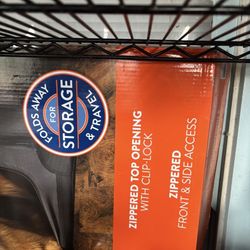 FOLDS AWAY
FOR
STORAGE
& TRAVEL
ZIPPERED TOP OPENING
WITH CLIP-LOCK
ZIPPERED
FRONT & SIDE ACCESS